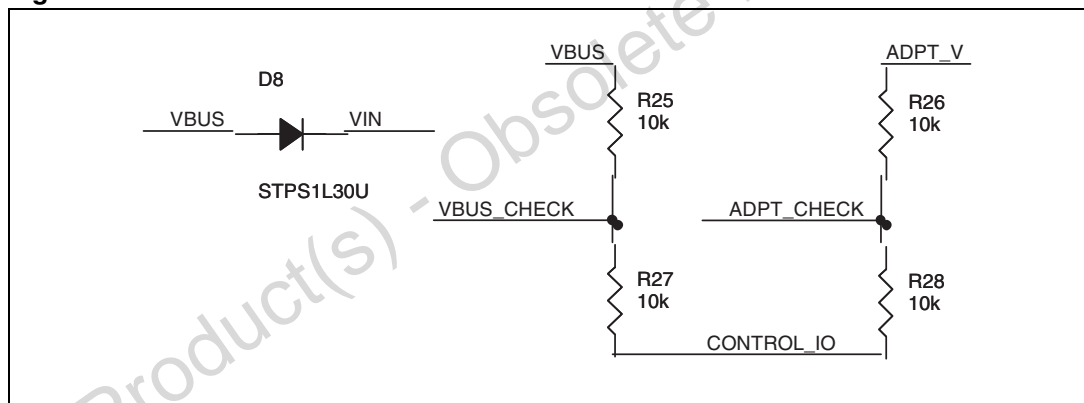 VBUS
ADPT_V
D8
R25
10k
R26
10k
VBUS
VIN
STPS1L30U
VBUS_CHECK
ADPT_CHECK
R27
10k
R28
10k
CONTROL_IO
Product(s) - Obsolete